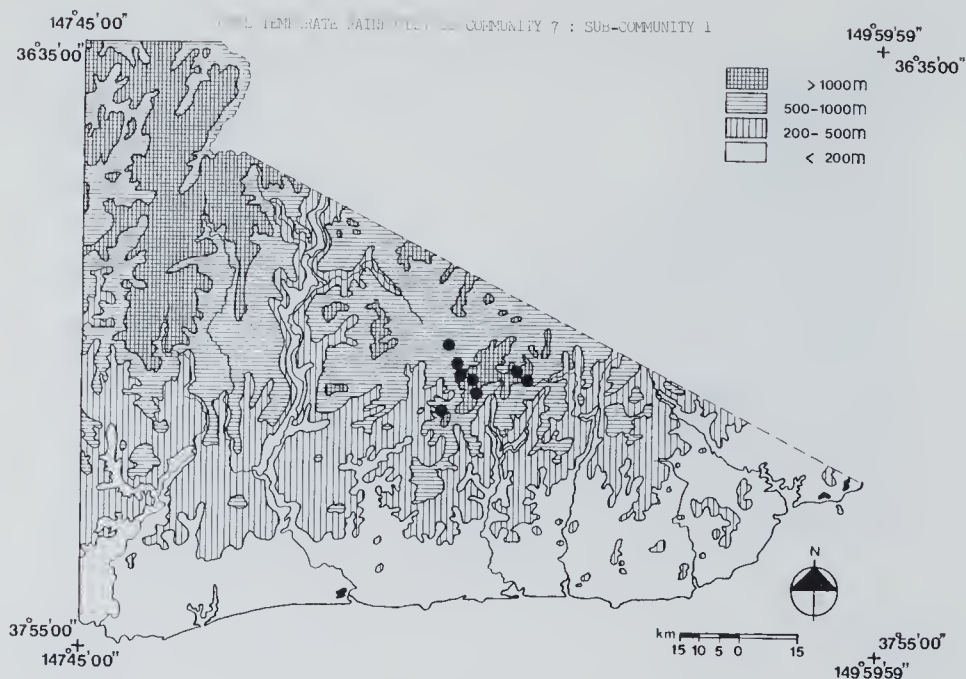 TEMPERATE COMMUNITY 7 : SUB-COMMUNITY 1
147°45'00"
36°35'00"
149°59'59"
36°35'00"
>1000m
500-1000m
200-500m
< 200m
N
km
15 10 5 0 15
37°55'00"
147°45'00"
37°55'00"
149°59'59"